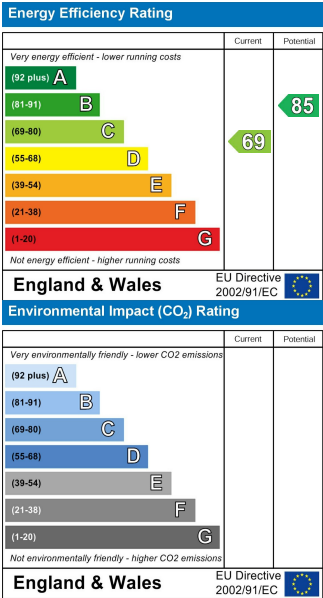 Energy Efficiency Rating
Current Potential
Very energy efficient - lower running costs
(92 plus) A
(81-91) B
85
(69-80) C
69
(55-68) D
(39-54) E
(21-38) F
(1-20) G
Not energy efficient - higher running costs
England & Wales
EU Directive
2002/91/EC
Environmental Impact (CO₂) Rating
Current Potential
Very environmentally friendly - lower CO2 emissions
(92 plus) A
(81-91) B
(69-80) C
(55-68) D
(39-54) E
(21-38) F
(1-20) G
Not environmentally friendly - higher CO2 emissions
England & Wales
EU Directive
2002/91/EC